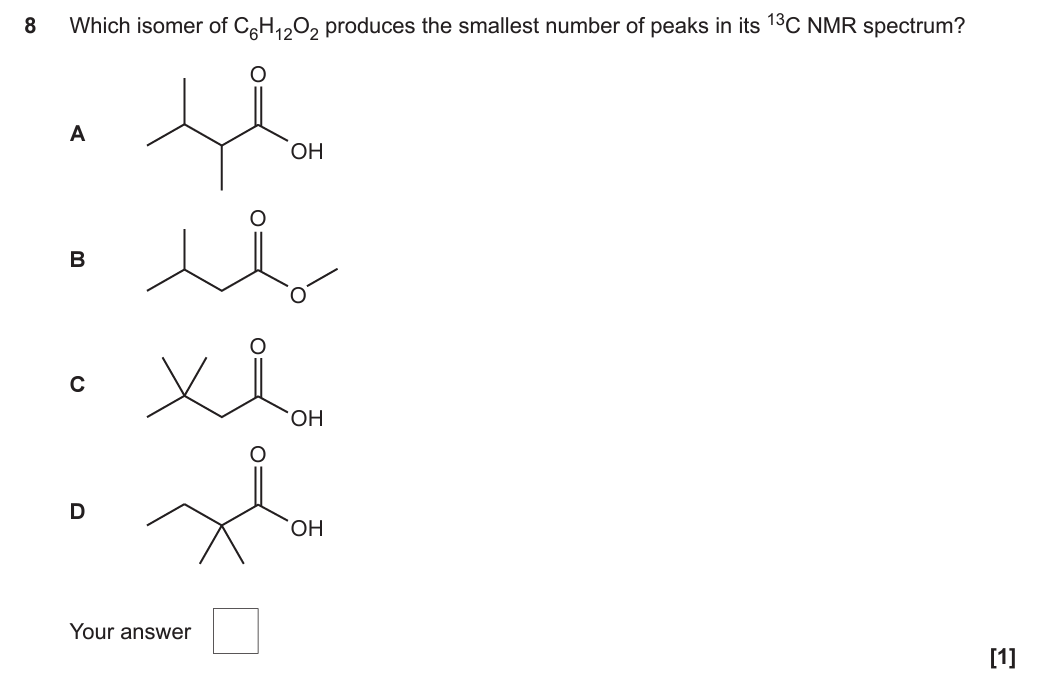 8 Which isomer of C₆H₁₂O₂ produces the smallest number of peaks in its ¹³C NMR spectrum?
O
A
OH
O
B
O
O
C
OH
O
D
OH
Your answer
[1]